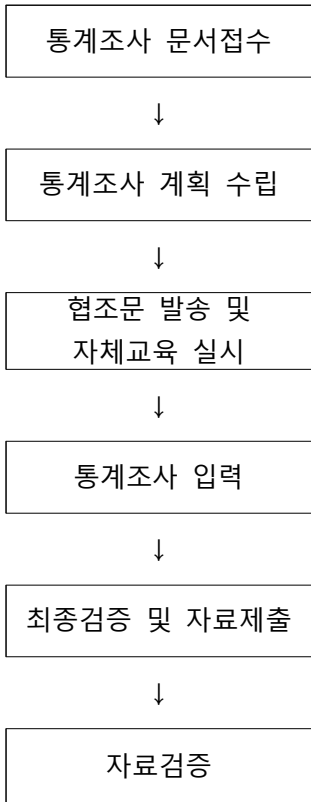 통계조사 문서접수
↓
통계조사 계획 수립
↓
협조문 발송 및
자체교육 실시
↓
통계조사 입력
↓
최종검증 및 자료제출
↓
자료검증